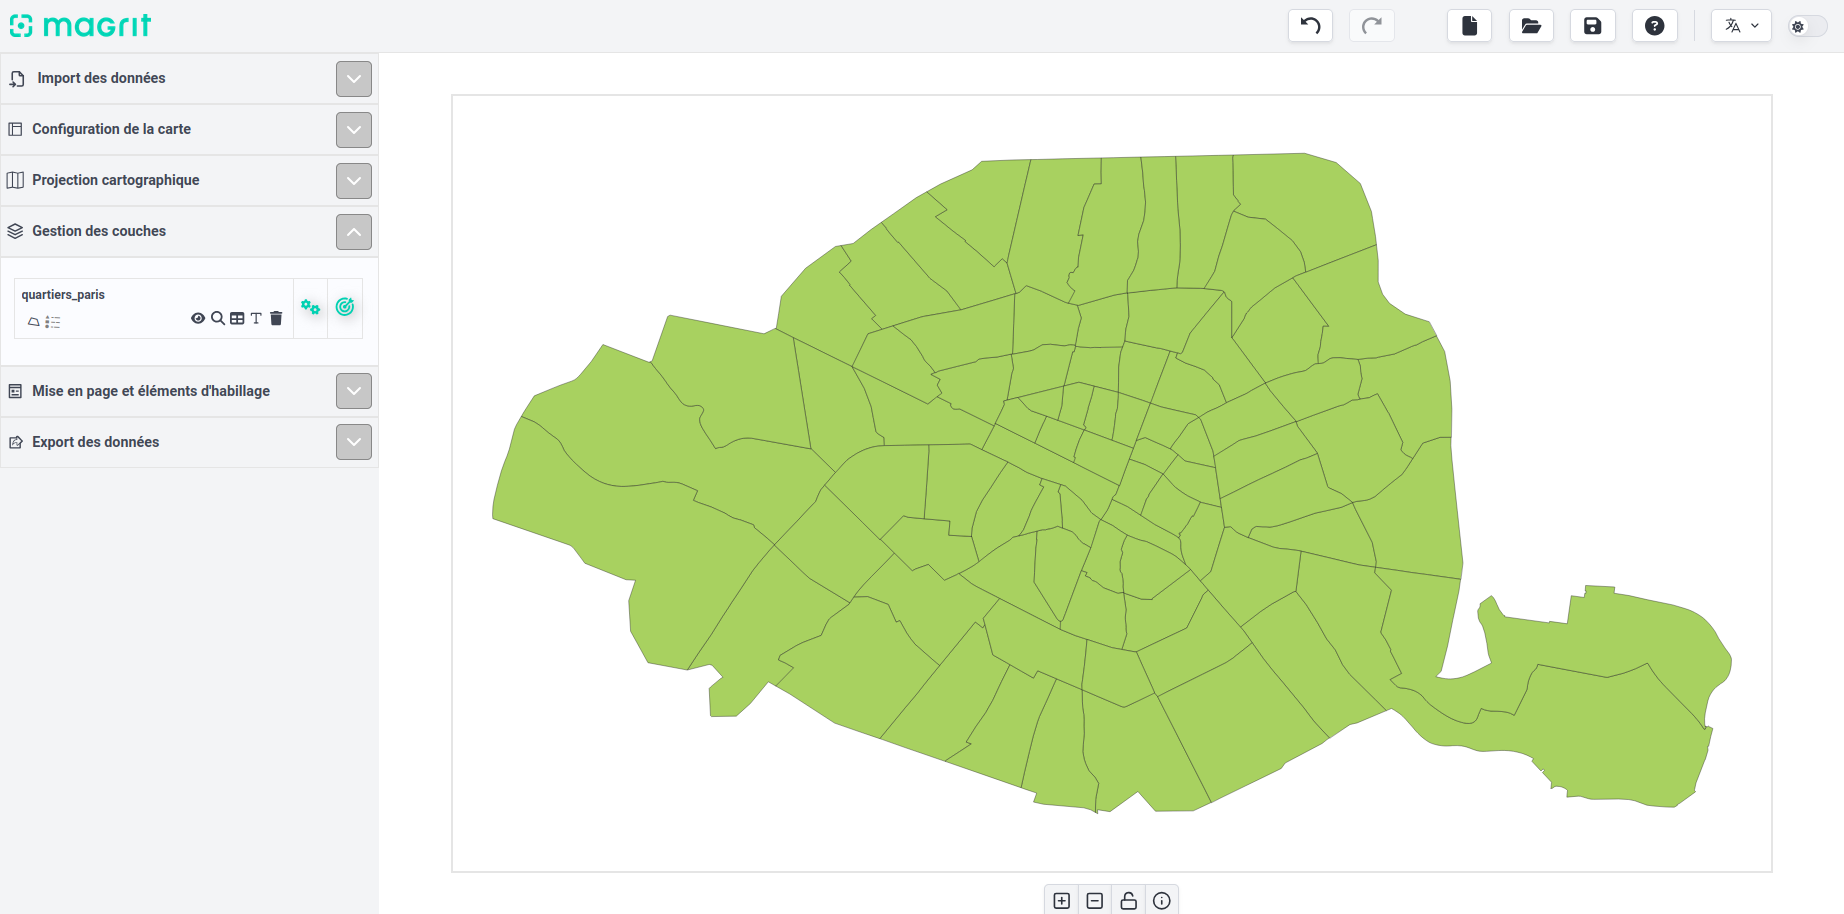 magrit
Import des données
Configuration de la carte
Projection cartographique
Gestion des couches
quartiers_paris
Mise en page et éléments d'habillage
Export des données